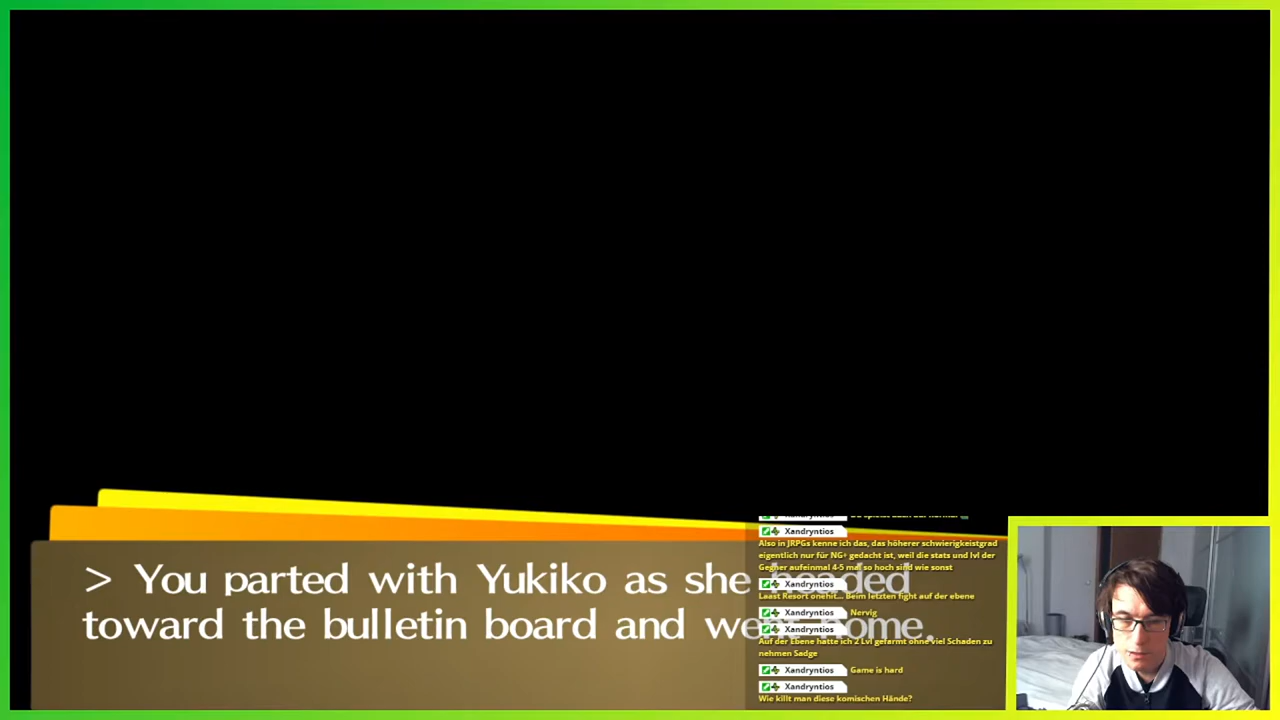 > You parted with Yukiko as she headed
toward the bulletin board and went home.
Xandryntios
Also in JRPGs kenne ich das, das höherer schwierigkeistgrad
eigentlich nur für NG+ gedacht ist, weil die stats und lvl der
Gegner aufeinmal 4-5 mal so hoch sind wie sonst
Xandryntios
Laast Resort onehit... Beim letzten fight auf der ebene
Xandryntios Nervig
Xandryntios
Auf der Ebene hatte ich 2 Lvl gefarmt ohne viel Schaden zu
nehmen Sadge
Xandryntios Game is hard
Xandryntios
Wie killt man diese komischen Hände?